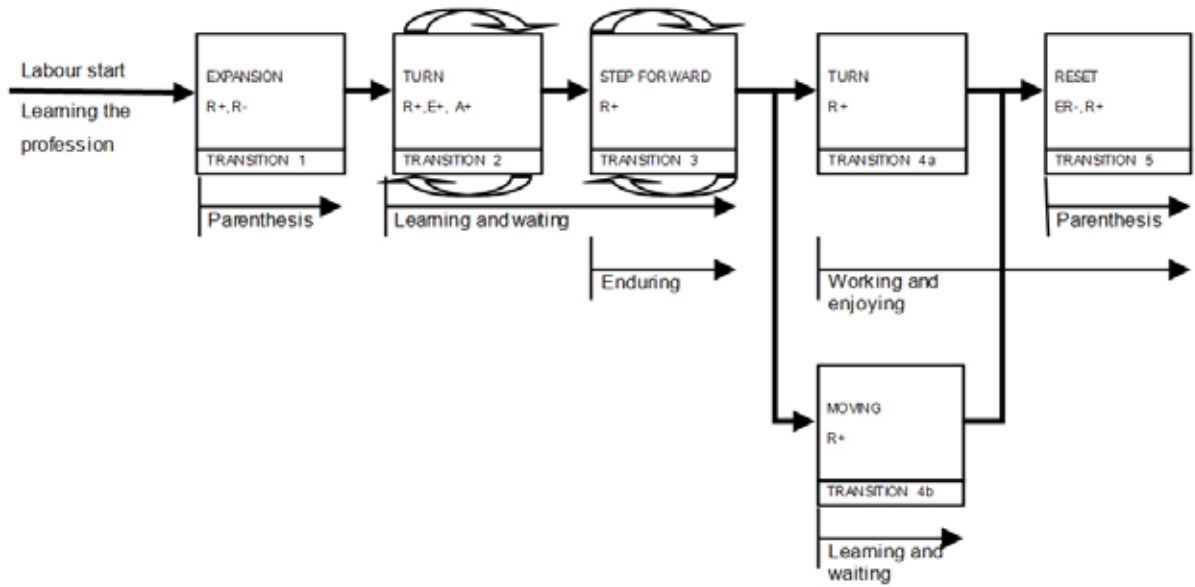 Labour start
Learning the
profession
EXPANSION
R+,R-
TRANSITION 1
Parenthesis
TURN
R+,E+, A+
TRANSITION 2
Learning and waiting
STEP FORWARD
R+
TRANSITION 3
Enduring
TURN
R+
TRANSITION 4a
Working and
enjoying
RESET
ER-,R+
TRANSITION 5
Parenthesis
MOVING
R+
TRANSITION 4b
Learning and
waiting